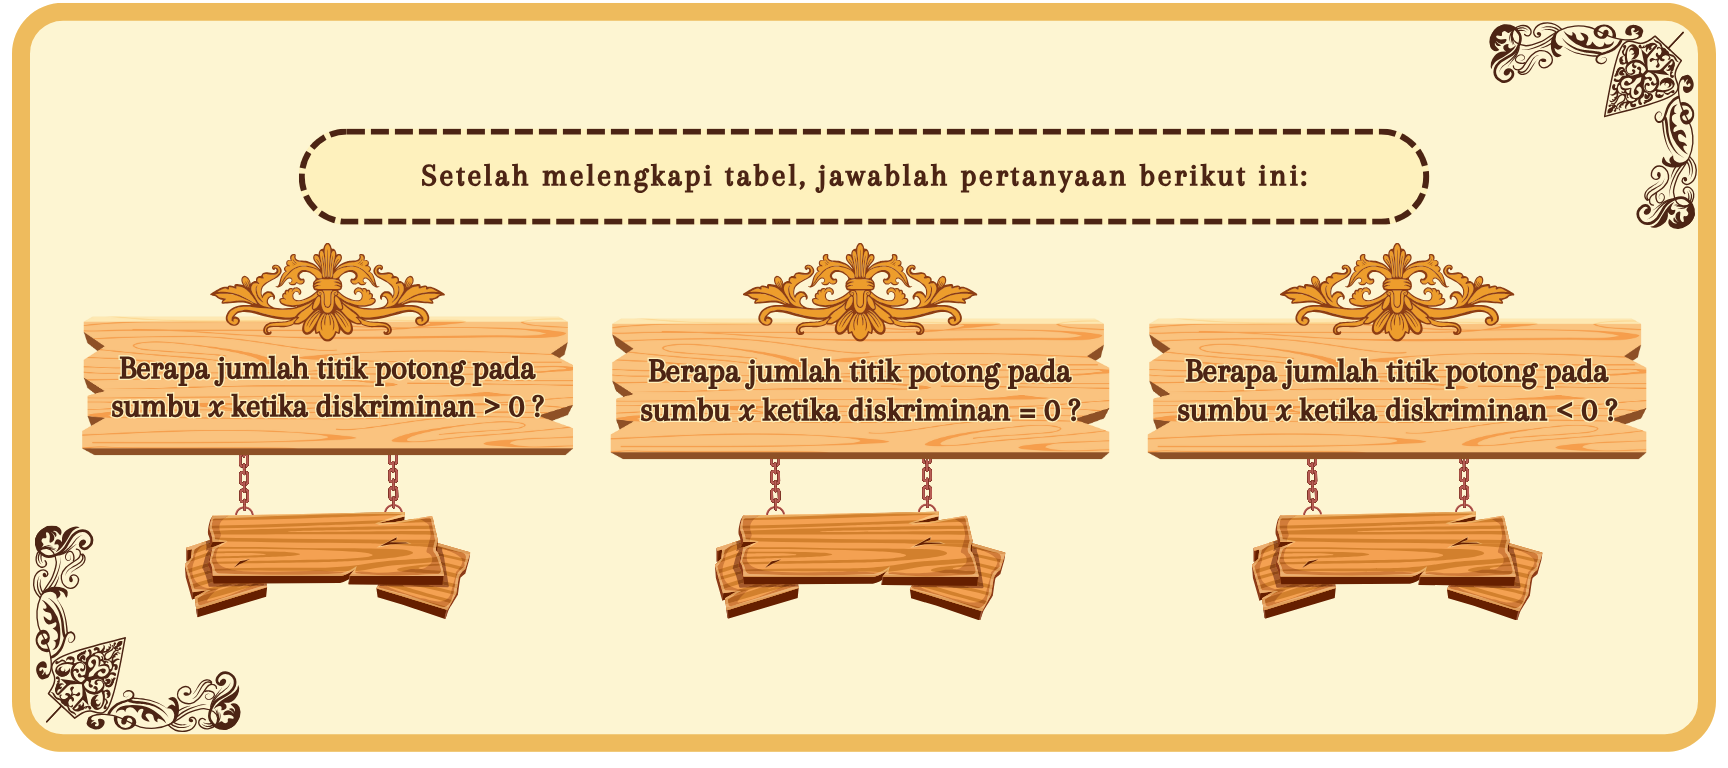 Setelah melengkapi tabel, jawablah pertanyaan berikut ini:
Berapa jumlah titik potong pada
sumbu x ketika diskriminan > 0 ?
Berapa jumlah titik potong pada
sumbu x ketika diskriminan = 0 ?
Berapa jumlah titik potong pada
sumbu x ketika diskriminan < 0 ?